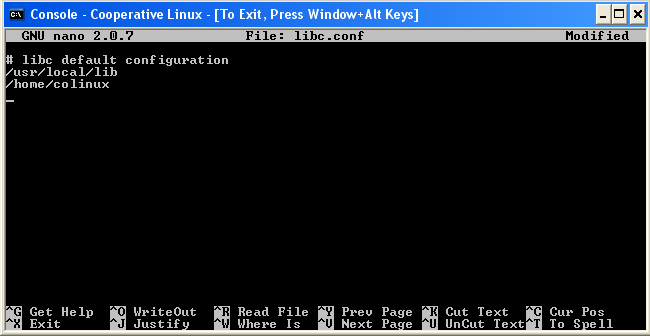 Console - Cooperative Linux - [To Exit, Press Window+Alt Keys]
GNU nano 2.0.7 File: libc.conf Modified
# libc default configuration
/usr/local/lib
/home/colinux
^G Get Help ^O WriteOut ^R Read File ^Y Prev Page ^K Cut Text ^C Cur Pos
^X Exit ^J Justify ^W Where Is ^V Next Page ^U UnCut Text ^T To Spell